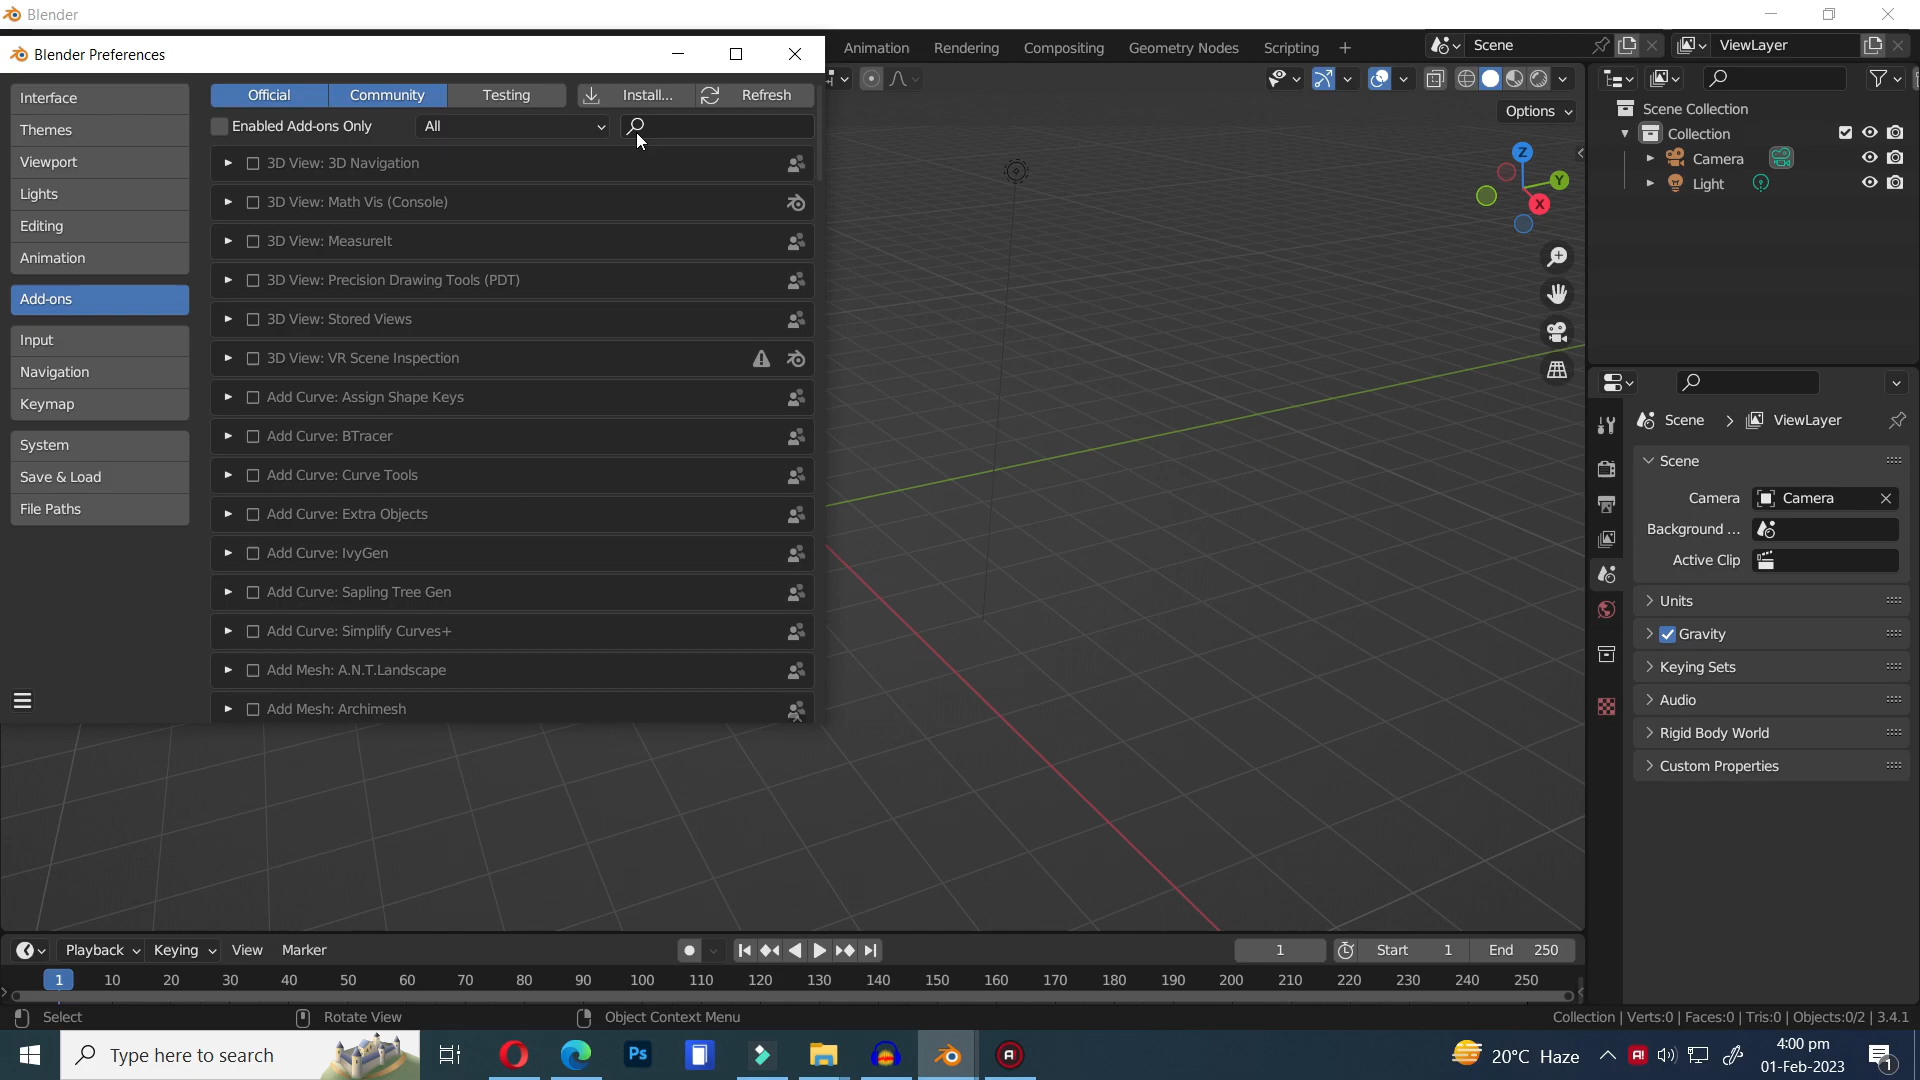 Blender
Blender Preferences
Animation Rendering Compositing Geometry Nodes Scripting
Scene
ViewLayer
Options
Interface
Themes
Viewport
Lights
Editing
Animation
Add-ons
Input
Navigation
Keymap
System
Save & Load
File Paths
Official Community Testing Install... Refresh
Enabled Add-ons Only All
3D View: 3D Navigation
3D View: Math Vis (Console)
3D View: MeasureIt
3D View: Precision Drawing Tools (PDT)
3D View: Stored Views
3D View: VR Scene Inspection
Add Curve: Assign Shape Keys
Add Curve: BTracer
Add Curve: Curve Tools
Add Curve: Extra Objects
Add Curve: IvyGen
Add Curve: Sapling Tree Gen
Add Curve: Simplify Curves+
Add Mesh: A.N.T.Landscape
Add Mesh: Archimesh
Z
Y
X
Scene Collection
Collection
Camera
Light
Scene ViewLayer
Scene
Camera Camera
Background ...
Active Clip
Units
Gravity
Keying Sets
Audio
Rigid Body World
Custom Properties
Playback Keying View Marker 1 Start 1 End 250
1 10 20 30 40 50 60 70 80 90 100 110 120 130 140 150 160 170 180 190 200 210 220 230 240 250
Select Rotate View Object Context Menu Collection | Verts:0 | Faces:0 | Tris:0 | Objects:0/2 | 3.4.1
Type here to search
Ps
20°C Haze
4:00 pm
01-Feb-2023
1